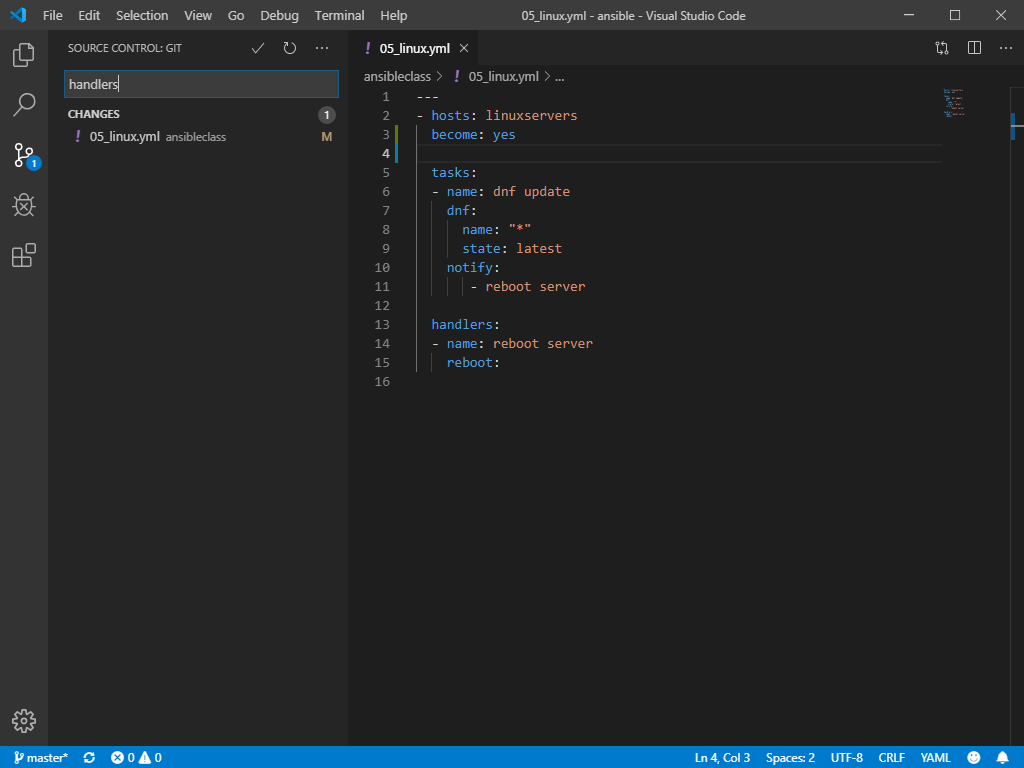 File Edit Selection View Go Debug Terminal Help 05_linux.yml - ansible - Visual Studio Code
SOURCE CONTROL: GIT
handlers
CHANGES 1
! 05_linux.yml ansibleclass M
1
! 05_linux.yml
ansibleclass > ! 05_linux.yml > ...
1 ---
2 - hosts: linuxservers
3   become: yes
4
5   tasks:
6   - name: dnf update
7     dnf:
8       name: "*"
9       state: latest
10     notify:
11        - reboot server
12
13   handlers:
14   - name: reboot server
15     reboot:
16
master* 0 0 Ln 4, Col 3 Spaces: 2 UTF-8 CRLF YAML